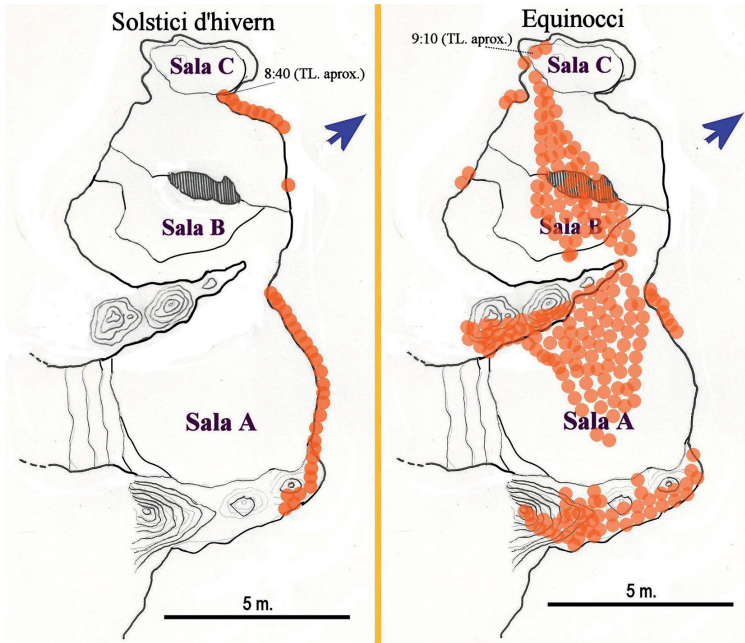 Solstici d'hivern
Sala C
8:40 (TL. aprox.)
Sala B
Sala A
5 m.
Equinocci
9:10 (TL. aprox.)
Sala C
Sala B
Sala A
5 m.